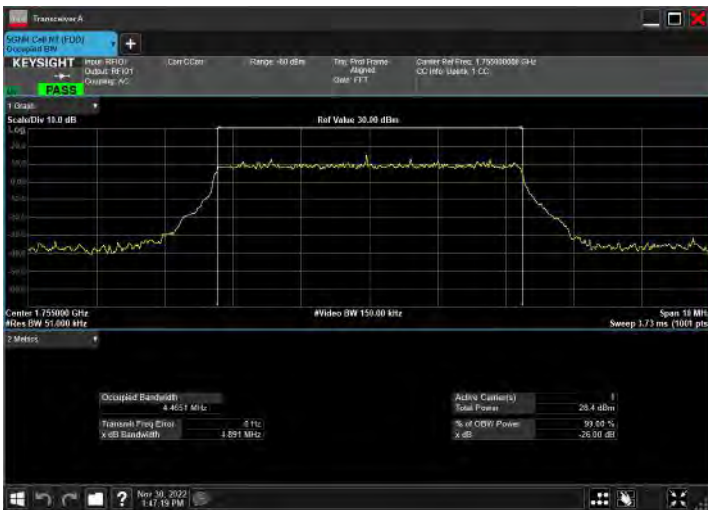 Transceiver A
5GNR Cell NT (FDD)
Occupied BW
+
KEYSIGHT
PASS
Input: RFIO1
Output: RFIO1
Coupling: AC
Corr CCorr
Range: -60 dBm
Trig: Prod Frame
Aligned
Gate: FFT
Center Ref Freq: 1.755000000 GHz
CC Info: Uplink, 1 CC
1 Graph
Scale/Div 10.0 dB
Ref Value 30.00 dBm
Log
Center 1.755000 GHz
#Res BW 51.000 kHz
#Video BW 150.00 kHz
Span 10 MHz
Sweep 3.73 ms (1001 pts
2 Metrics
Occupied Bandwidth
4.4651 MHz
Transmit Freq Error
x dB Bandwidth
4.891 MHz
Active Carrier(s)
1
Total Power
28.4 dBm
% of OBW Power
99.00 %
x dB
-26.00 dB
?
Nov 30, 2022
1:47:19 PM